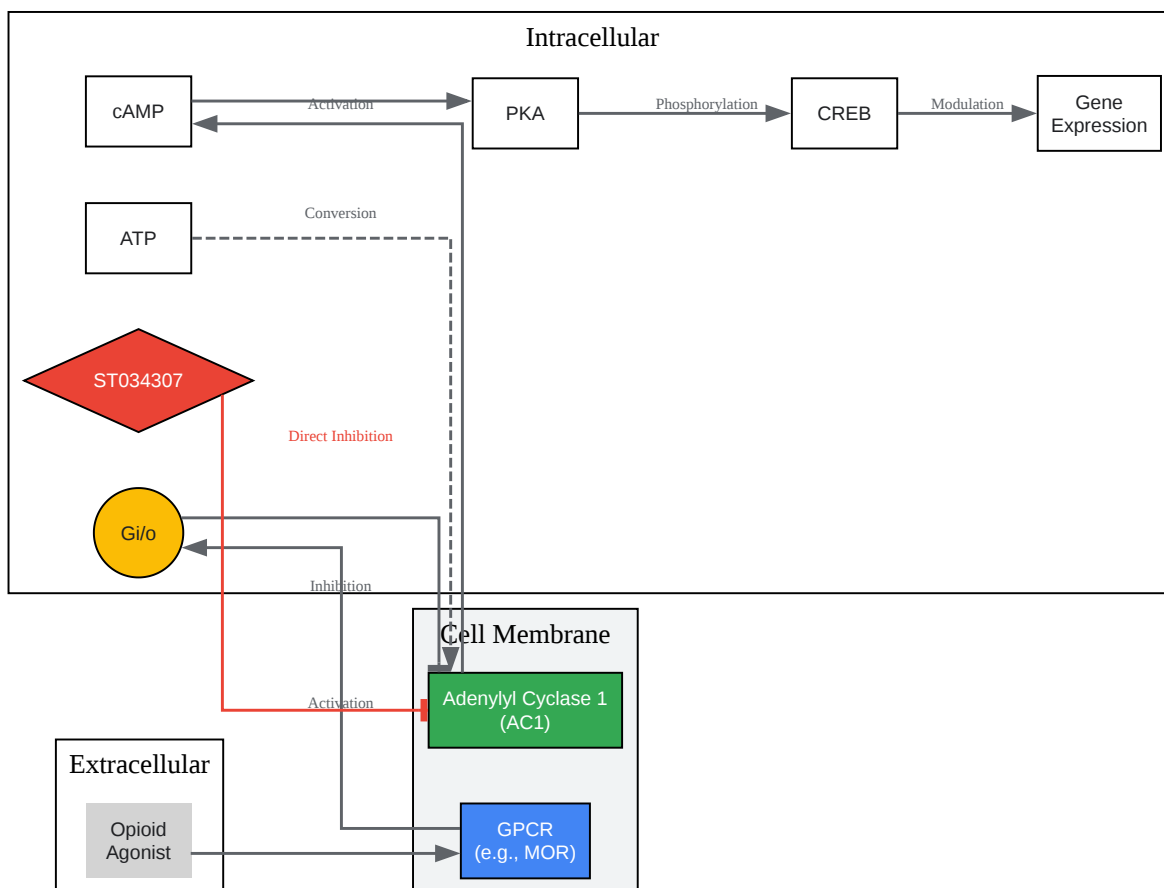 Intracellular
cAMP
Activation
PKA
Phosphorylation
CREB
Modulation
Gene
Expression
ATP
Conversion
ST034307
Direct Inhibition
Gi/o
Inhibition
Cell Membrane
Adenylyl Cyclase 1
(AC1)
Activation
Extracellular
Opioid
Agonist
GPCR
(e.g., MOR)